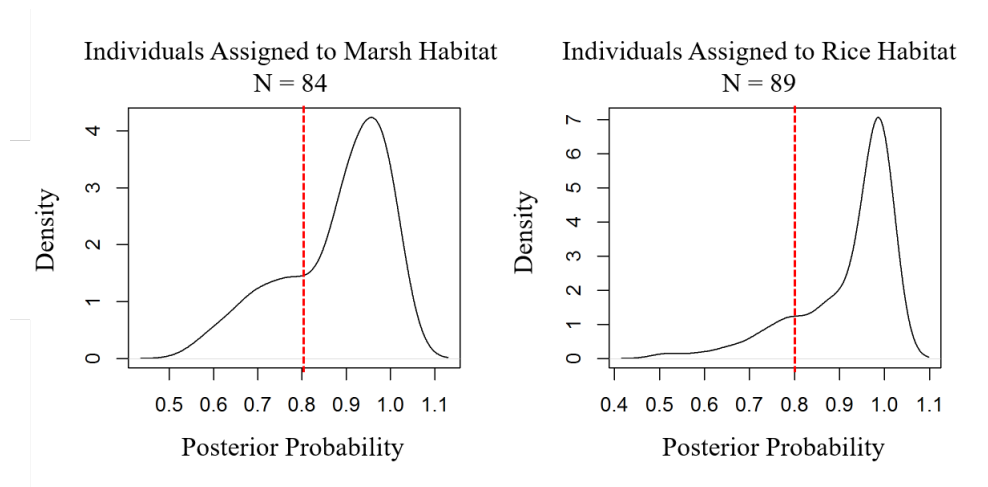 Individuals Assigned to Marsh Habitat
N = 84
Density
4
3
2
1
0
0.5 0.6 0.7 0.8 0.9 1.0 1.1
Posterior Probability
Individuals Assigned to Rice Habitat
N = 89
Density
7
6
5
4
3
2
1
0
0.4 0.5 0.6 0.7 0.8 0.9 1.0 1.1
Posterior Probability